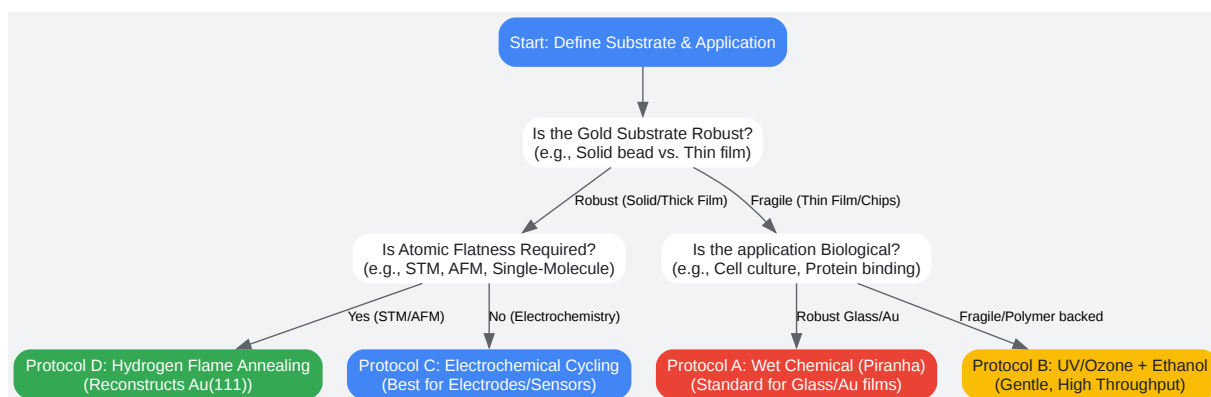 Start: Define Substrate & Application
Is the Gold Substrate Robust?
(e.g., Solid bead vs. Thin film)
Robust (Solid/Thick Film)
Fragile (Thin Film/Chips)
Is Atomic Flatness Required?
(e.g., STM, AFM, Single-Molecule)
Is the application Biological?
(e.g., Cell culture, Protein binding)
Yes (STM/AFM)
No (Electrochemistry)
Robust Glass/Au
Fragile/Polymer backed
Protocol D: Hydrogen Flame Annealing
(Reconstructs Au(111))
Protocol C: Electrochemical Cycling
(Best for Electrodes/Sensors)
Protocol A: Wet Chemical (Piranha)
(Standard for Glass/Au films)
Protocol B: UV/Ozone + Ethanol
(Gentle, High Throughput)